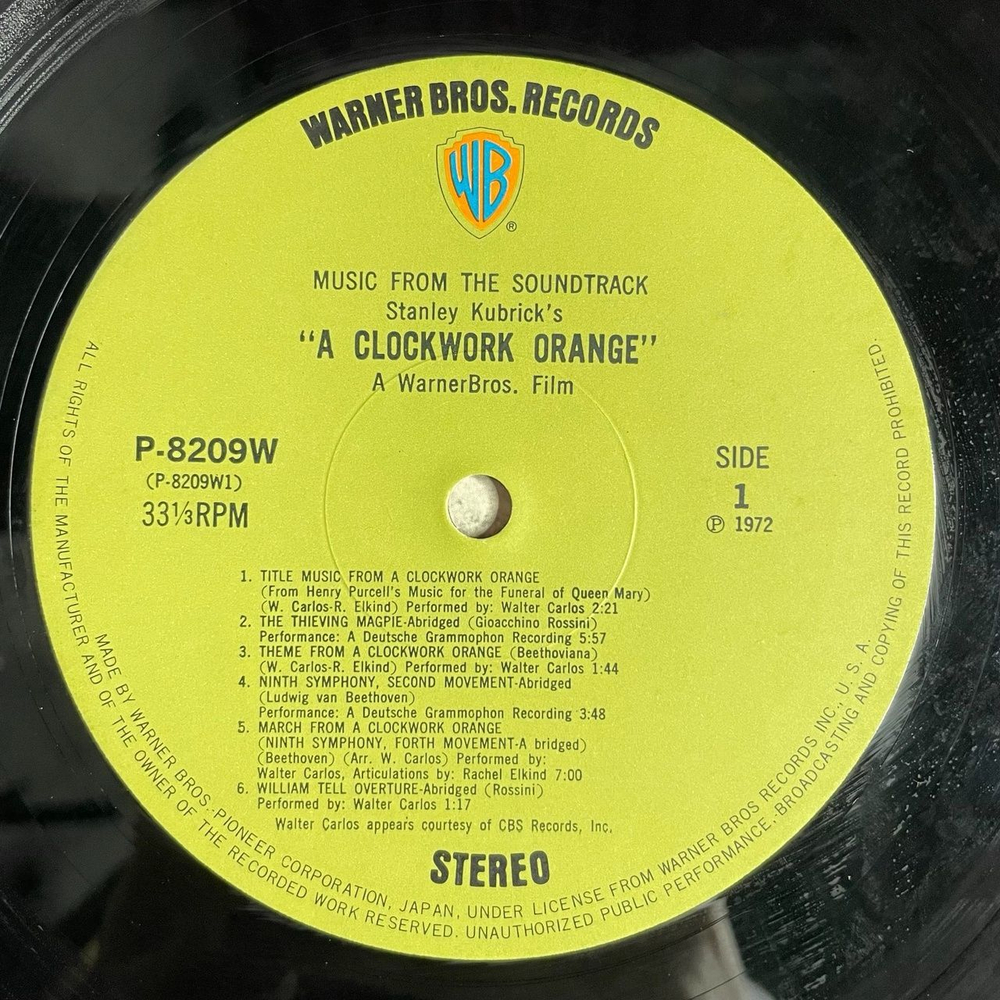 WARNER BROS. RECORDS
WB
®
MUSIC FROM THE SOUNDTRACK
Stanley Kubrick's
"A CLOCKWORK ORANGE"
A WarnerBros. Film
P-8209W
(P-8209W1)
33⅓RPM
SIDE
1
Ⓟ 1972
1. TITLE MUSIC FROM A CLOCKWORK ORANGE
(From Henry Purcell's Music for the Funeral of Queen Mary)
(W. Carlos-R. Elkind) Performed by: Walter Carlos 2:21
2. THE THIEVING MAGPIE-Abridged (Gioacchino Rossini)
Performance: A Deutsche Grammophon Recording 5:57
3. THEME FROM A CLOCKWORK ORANGE (Beethoviana)
(W. Carlos-R. Elkind) Performed by: Walter Carlos 1:44
4. NINTH SYMPHONY, SECOND MOVEMENT-Abridged
(Ludwig van Beethoven)
Performance: A Deutsche Grammophon Recording 3:48
5. MARCH FROM A CLOCKWORK ORANGE
(NINTH SYMPHONY, FORTH MOVEMENT-A bridged)
(Beethoven) (Arr. W. Carlos) Performed by:
Walter Carlos, Articulations by: Rachel Elkind 7:00
6. WILLIAM TELL OVERTURE-Abridged (Rossini)
Performed by: Walter Carlos 1:17
Walter Carlos appears courtesy of CBS Records, Inc.
STEREO
MADE BY WARNER BROS.-PIONEER CORPORATION, JAPAN, UNDER LICENSE FROM WARNER BROS RECORDS INC., U. S. A.
ALL RIGHTS OF THE MANUFACTURER AND OF THE OWNER OF THE RECORDED WORK RESERVED. UNAUTHORIZED PUBLIC PERFORMANCE. BROADCASTING AND COPYING OF THIS RECORD PROHIBITED.